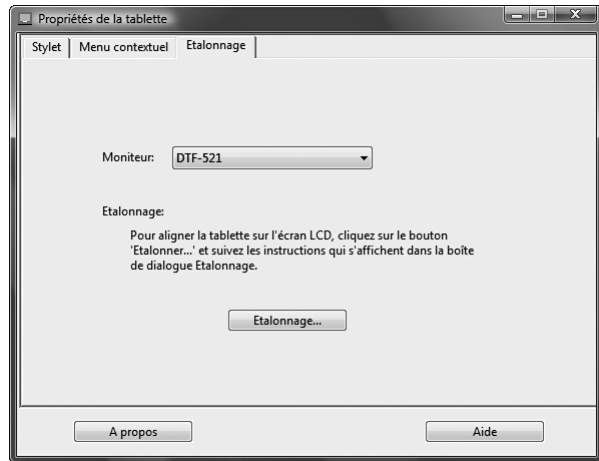 Propriétés de la tablette
Stylet Menu contextuel Etalonnage
Moniteur: DTF-521
Etalonnage:
Pour aligner la tablette sur l'écran LCD, cliquez sur le bouton
'Etalonner...' et suivez les instructions qui s'affichent dans la boîte
de dialogue Etalonnage.
Etalonnage...
A propos Aide